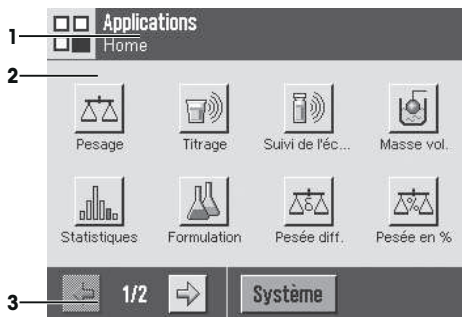 Applications
1
Home
2
Pesage Titrage Suivi de l'éc... Masse vol.
Statistiques Formulation Pesée diff. Pesée en %
3 1/2 Système